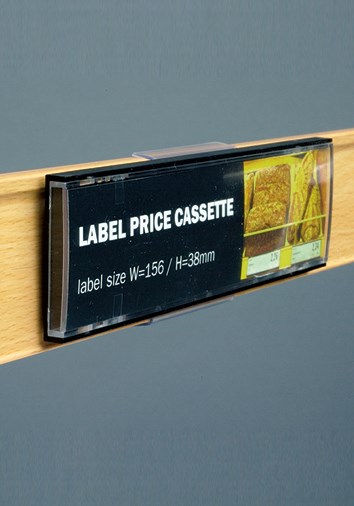 LABEL PRICE CASSETTE
label size W=156 / H=38mm